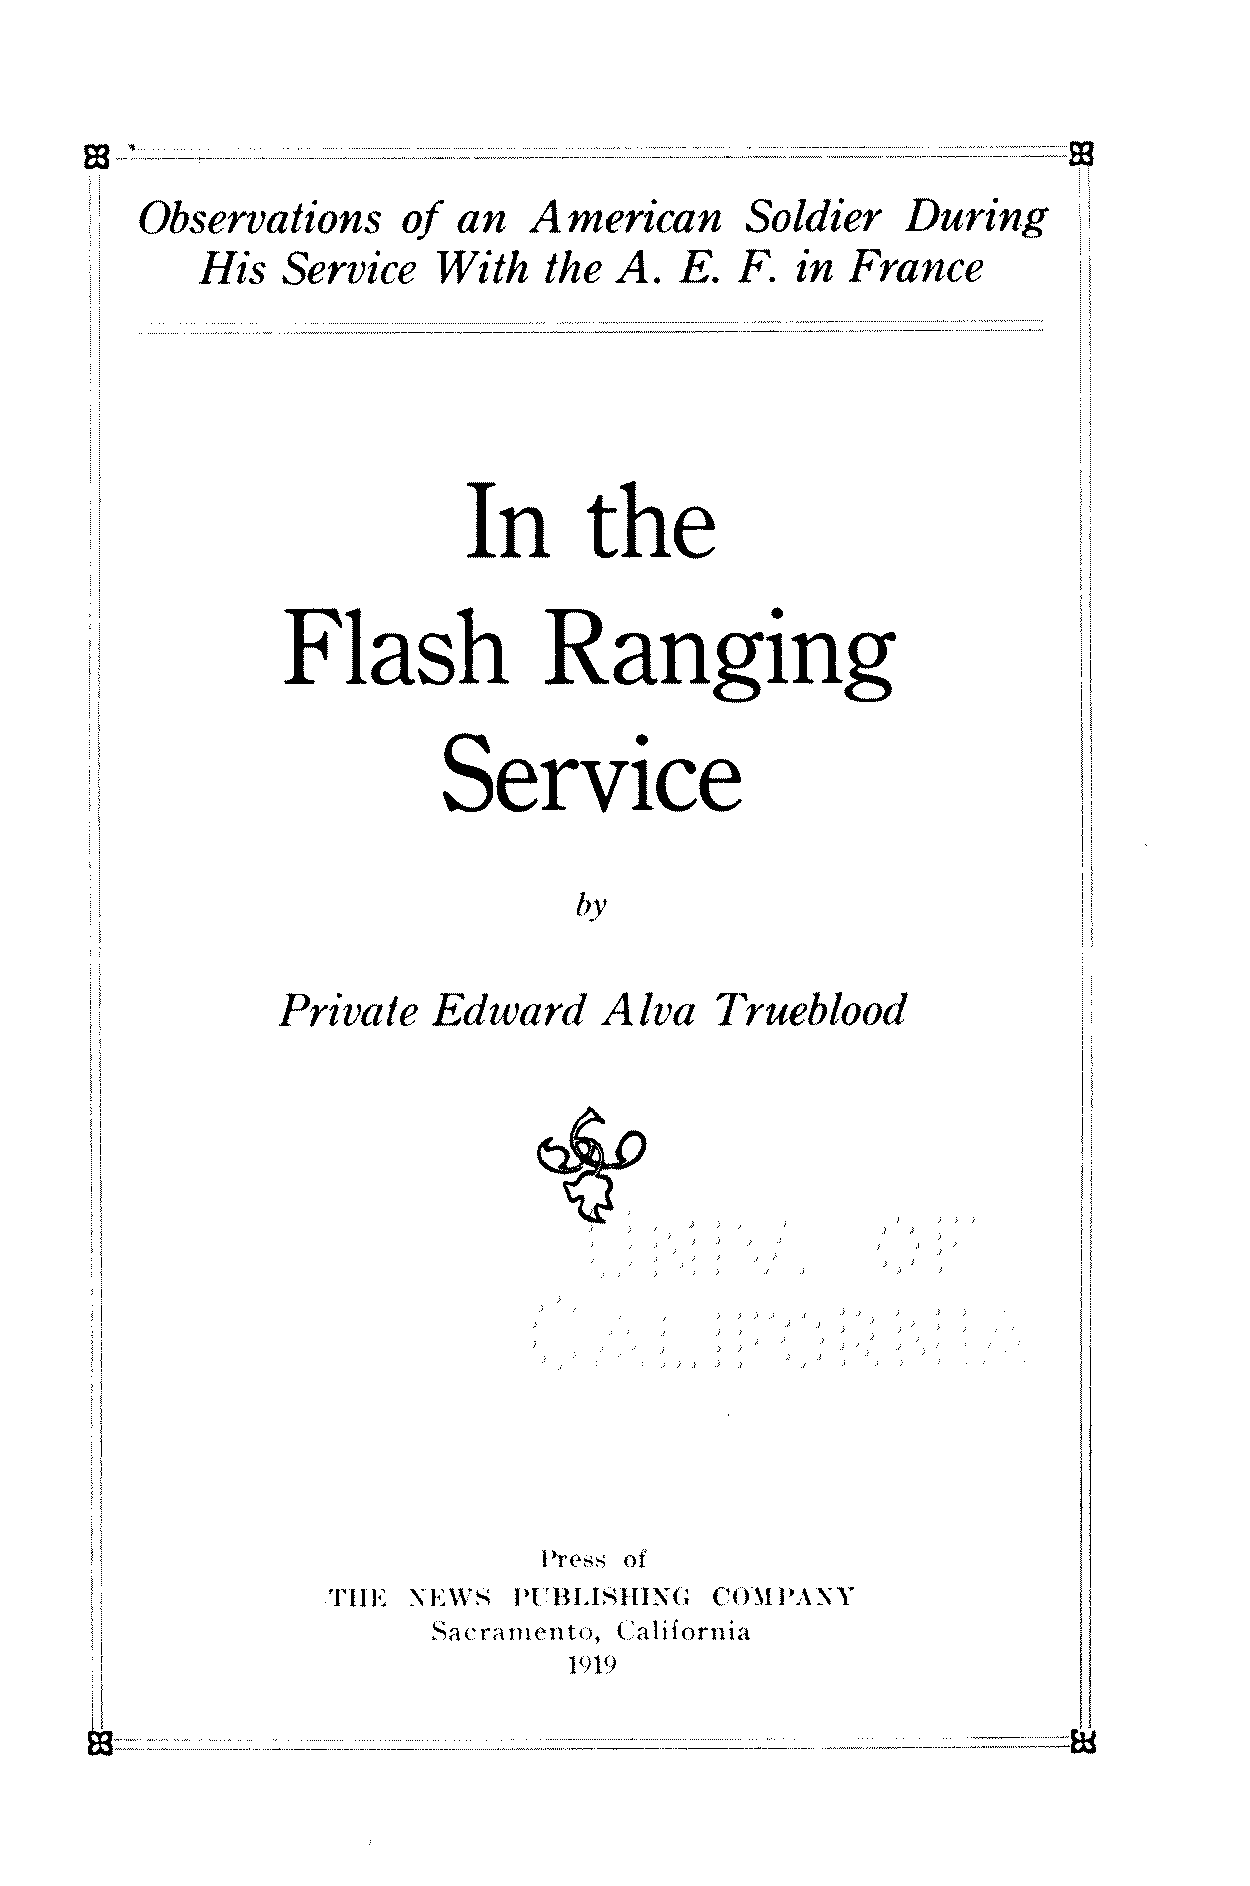 Observations of an American Soldier During
His Service With the A. E. F. in France
In the
Flash Ranging
Service
by
Private Edward Alva Trueblood
UNIV. OF
CALIFORNIA
Press of
THE NEWS PUBLISHING COMPANY
Sacramento, California
1919